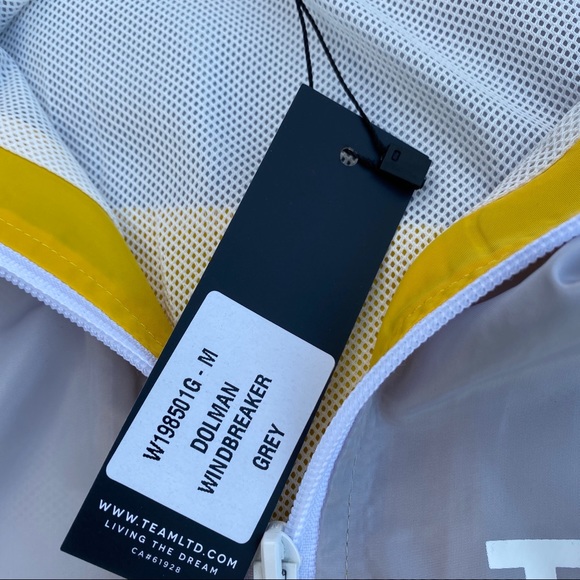 W198501G - M
DOLMAN
WINDBREAKER
GREY
WWW.TEAMLTD.COM
LIVING THE DREAM
CA#61928